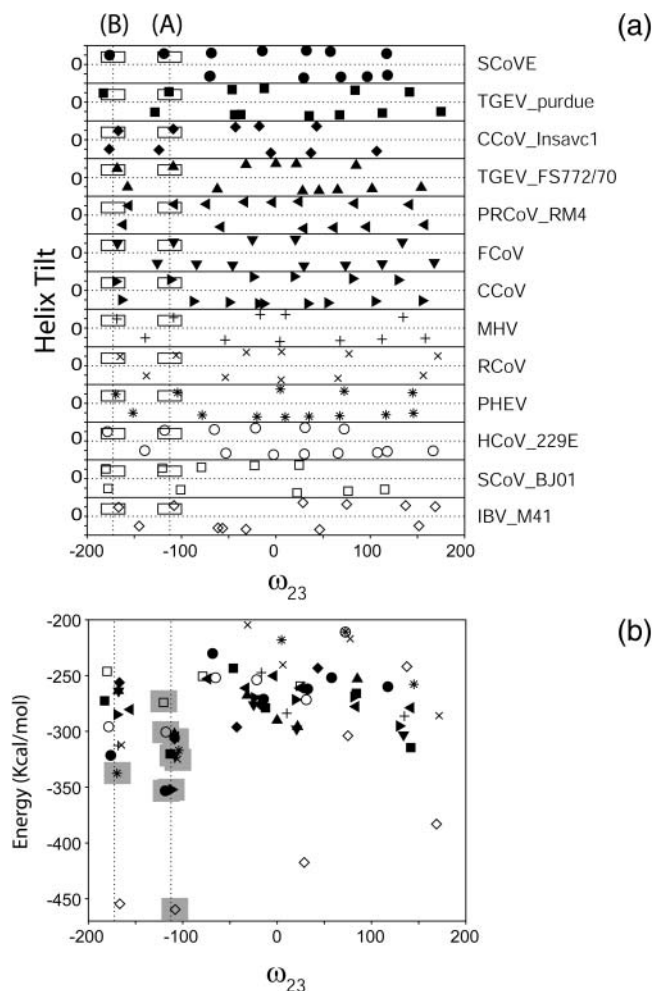 (B) (A) (a)
0 SCoVE
0 TGEV_purdue
0 CCoV_Insavc1
0 TGEV_FS772/70
0 PRCoV_RM4
0 FCoV
0 CCoV
0 MHV
0 RCoV
0 PHEV
0 HCoV_229E
0 SCoV_BJ01
0 IBV_M41
Helix Tilt
-200 -100 0 100 200
ω23
(b)
-200
-250
-300
-350
-400
-450
Energy (Kcal/mol)
-200 -100 0 100 200
ω23